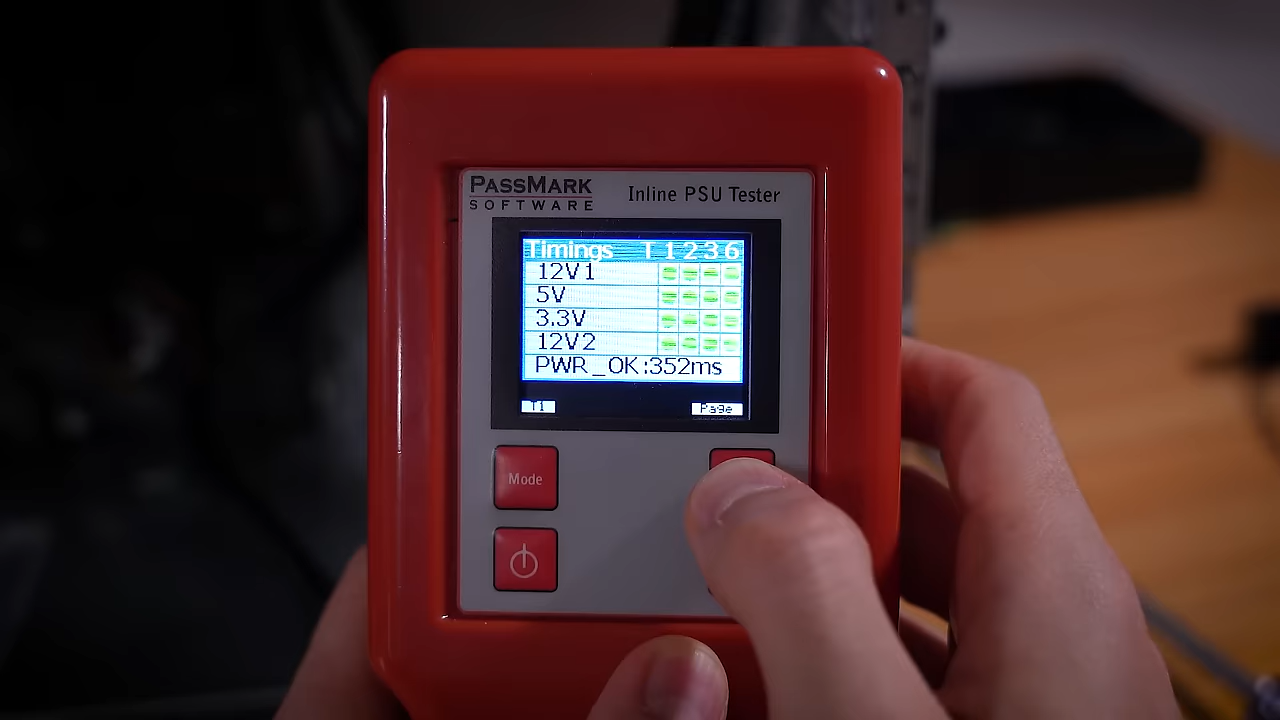 PASSMARK
SOFTWARE
Inline PSU Tester
Timings T 1 2 3 6
12V1
5V
3.3V
12V2
PWR_OK:352ms
T1
Page
Mode